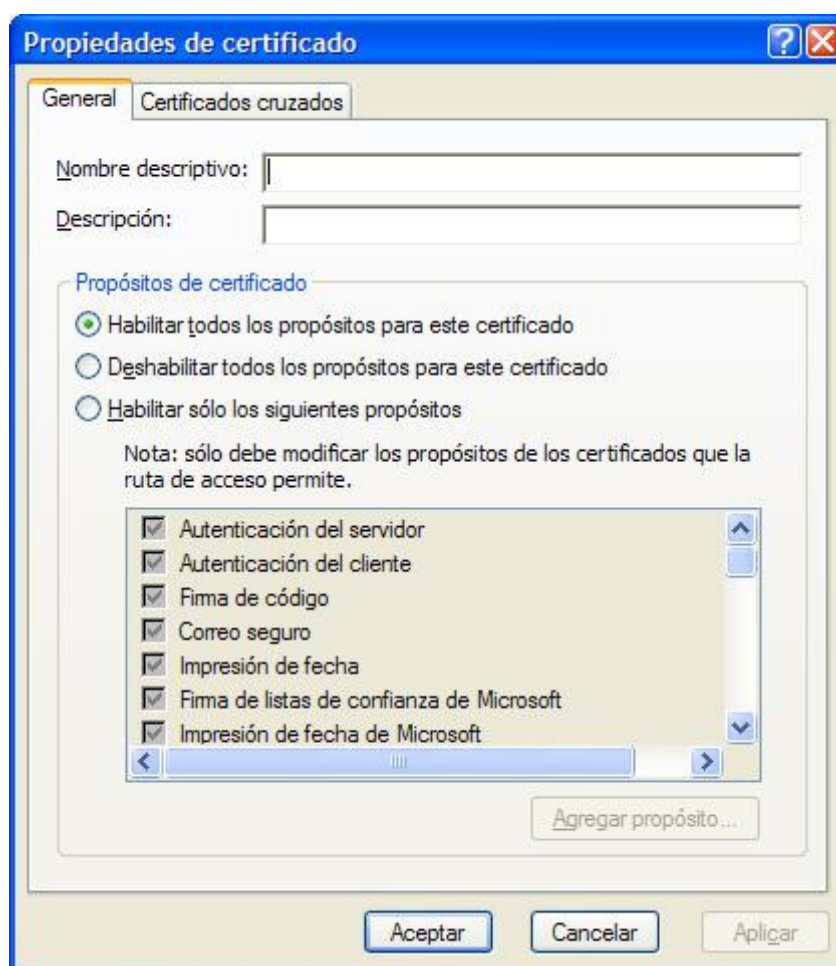 Propiedades de certificado
General
Certificados cruzados
Nombre descriptivo:
Descripción:
Propósitos de certificado
Habilitar todos los propósitos para este certificado
Deshabilitar todos los propósitos para este certificado
Habilitar sólo los siguientes propósitos
Nota: sólo debe modificar los propósitos de los certificados que la
ruta de acceso permite.
Autenticación del servidor
Autenticación del cliente
Firma de código
Correo seguro
Impresión de fecha
Firma de listas de confianza de Microsoft
Impresión de fecha de Microsoft
Agregar propósito...
Aceptar
Cancelar
Aplicar